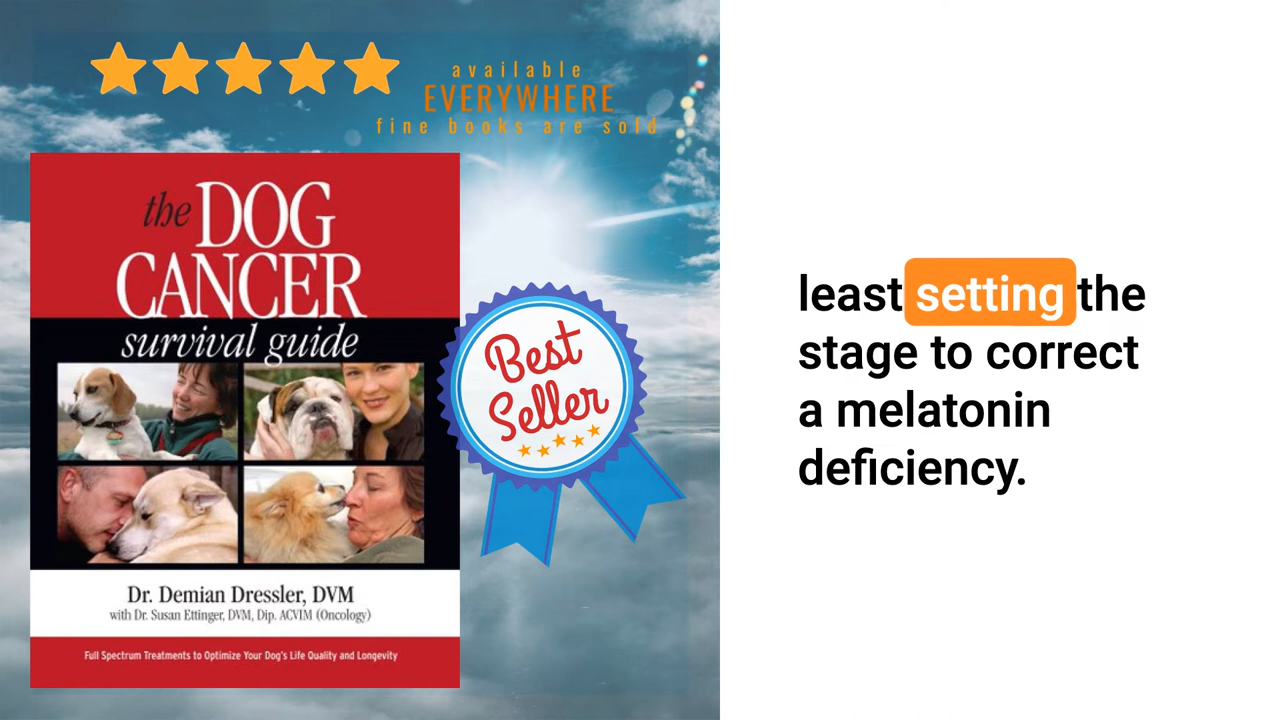 available
EVERYWHERE
fine books are sold
the DOG
CANCER
survival guide
Best
Seller
Dr. Demian Dressler, DVM
with Dr. Susan Ettinger, DVM, Dip. ACVIM (Oncology)
Full Spectrum Treatments to Optimize Your Dog's Life Quality and Longevity
least setting the
stage to correct
a melatonin
deficiency.